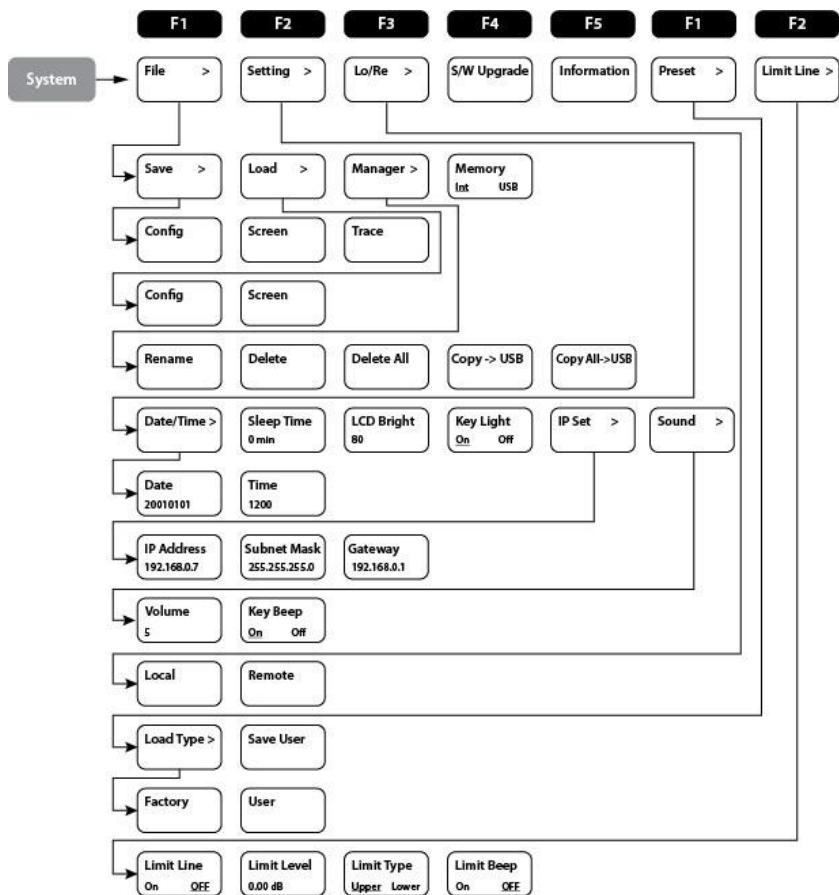 F1 F2 F3 F4 F5 F1 F2
System File > Setting > Lo/Re > S/W Upgrade Information Preset > Limit Line >
Save > Load > Manager > Memory
Int USB
Config Screen Trace
Config Screen
Rename Delete Delete All Copy -> USB Copy All->USB
Date/Time > Sleep Time LCD Bright Key Light IP Set > Sound >
0 min 80 On Off
Date Time
20010101 1200
IP Address Subnet Mask Gateway
192.168.0.7 255.255.255.0 192.168.0.1
Volume Key Beep
5 On Off
Local Remote
Load Type > Save User
Factory User
Limit Line Limit Level Limit Type Limit Beep
On OFF 0.00 dB Upper Lower On OFF